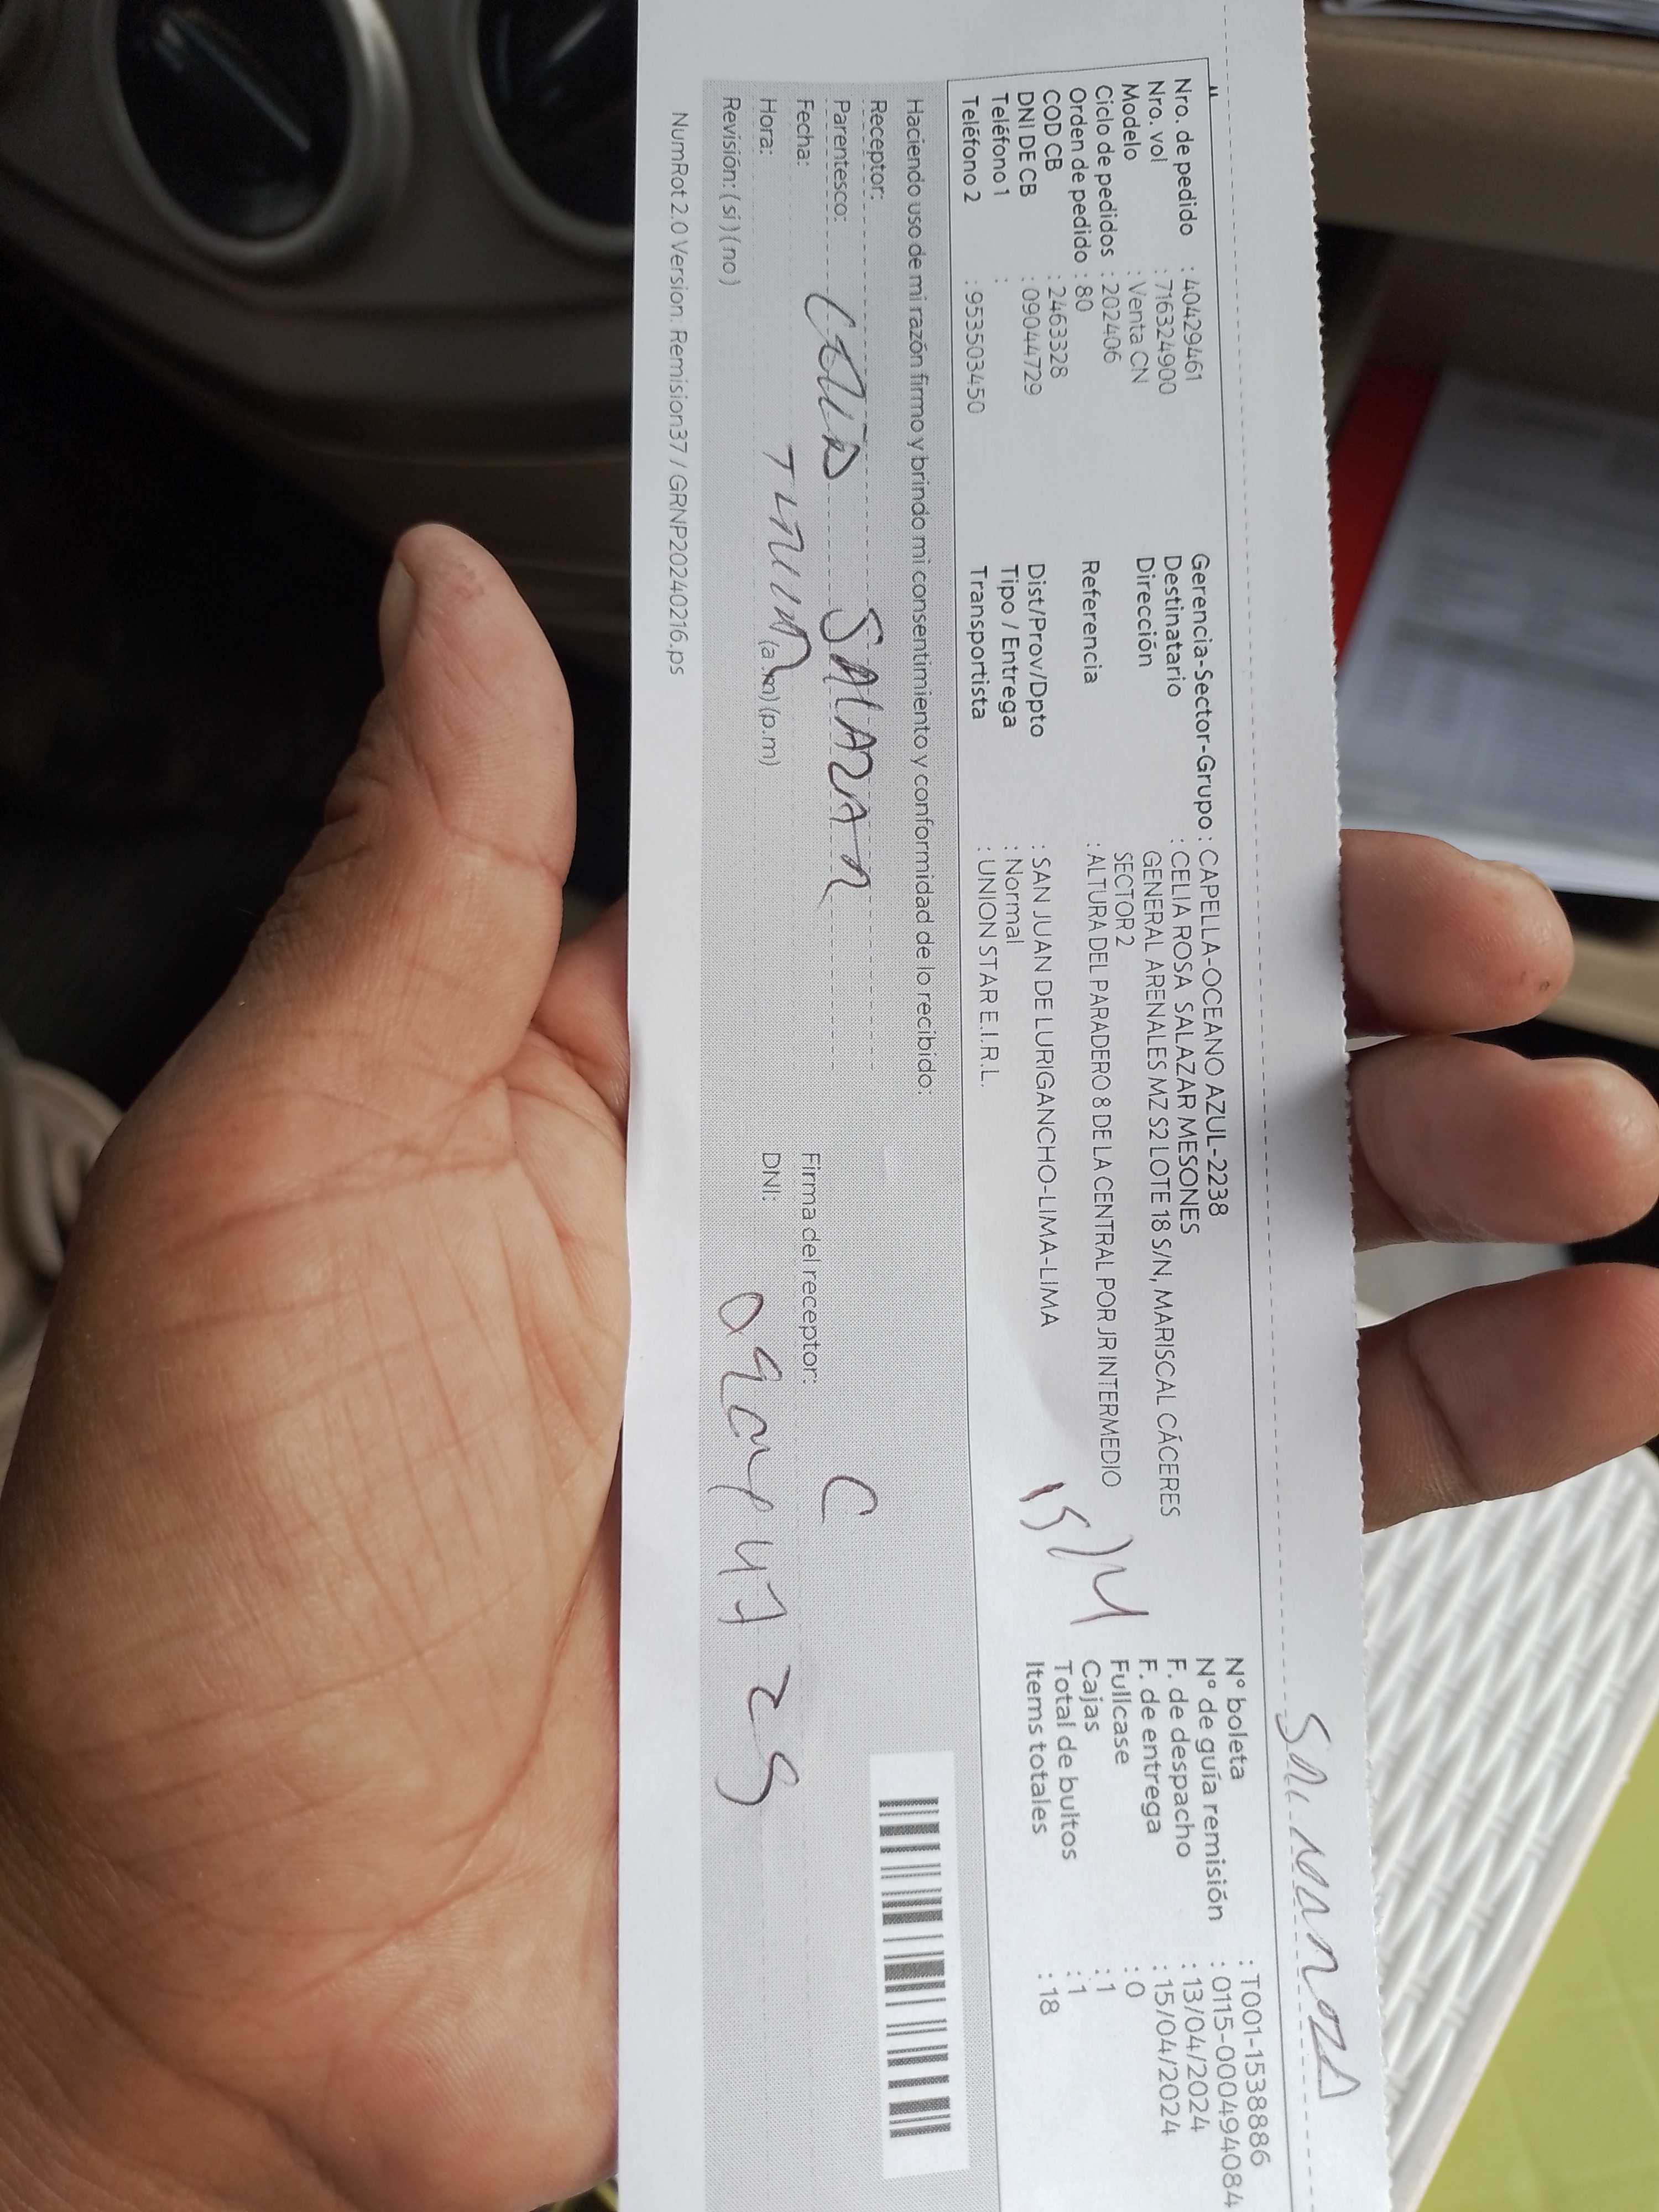 Nro. de pedido : 40429461
Nro. vol : 716324900
Modelo : Venta CN
Ciclo de pedidos : 202406
Orden de pedido : 80
COD CB : 2463328
DNI DE CB : 09044729
Teléfono 1 :
Teléfono 2 : 953503450
Gerencia-Sector-Grupo : CAPELLA-OCEANO AZUL-2238
Destinatario : CELIA ROSA SALAZAR MESONES
Dirección GENERAL ARENALES MZ S2 LOTE 18 S/N, MARISCAL CÁCERES
SECTOR 2
Referencia : ALTURA DEL PARADERO 8 DE LA CENTRAL POR JR INTERMEDIO
Dist/Prov/Dpto : SAN JUAN DE LURIGANCHO-LIMA-LIMA
Tipo / Entrega : Normal
Transportista : UNION STAR E.I.R.L.
15/4
N° boleta : T001-1538886
N° de guía remisión : 0115-000494084
F. de despacho : 13/04/2024
F. de entrega : 15/04/2024
Fullcase : 0
Cajas : 1
Total de bultos : 1
Items totales : 18
Haciendo uso de mi razón firmo y brindo mi consentimiento y conformidad de lo recibido:
Receptor:
Parentesco: SALAZAR
Fecha:
Hora: (a.m) (p.m)
Revisión: ( si ) ( no )
C
Firma del receptor:
DNI:
NumRot 2.0 Version. Remision37 / GRNP20240216.ps